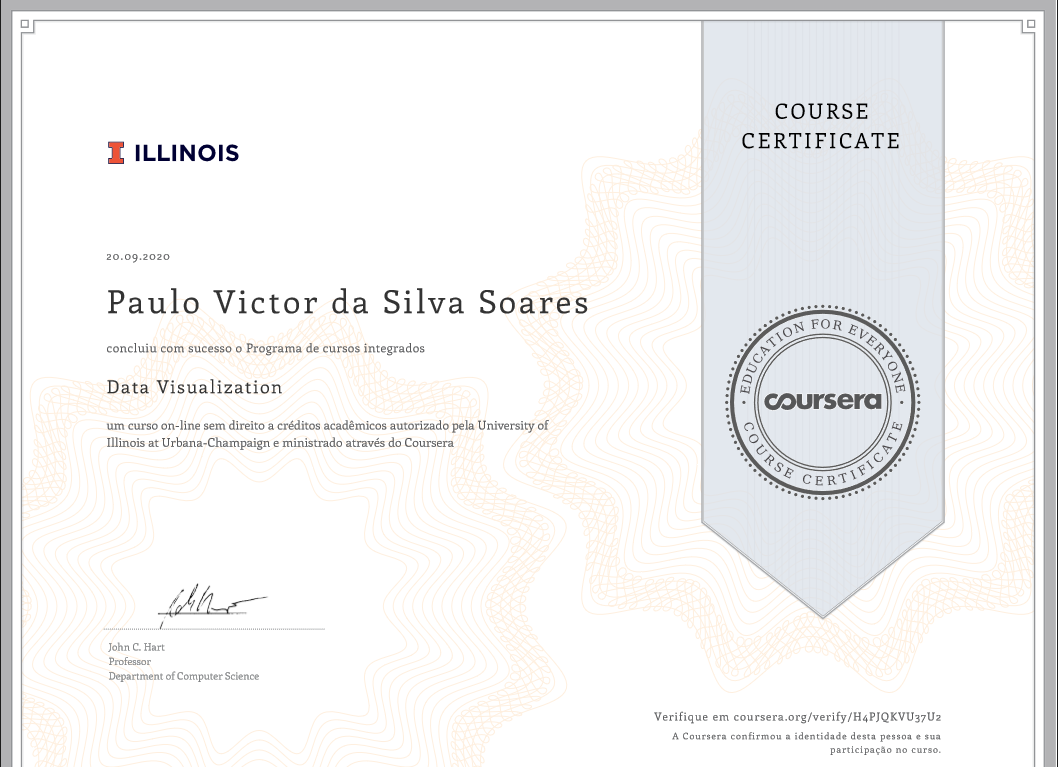 COURSE
CERTIFICATE
ILLINOIS
20.09.2020
Paulo Victor da Silva Soares
concluiu com sucesso o Programa de cursos integrados
Data Visualization
um curso on-line sem direito a créditos acadêmicos autorizado pela University of
Illinois at Urbana-Champaign e ministrado através do Coursera
EDUCATION FOR EVERYONE
coursera
COURSE CERTIFICATE
John C. Hart
Professor
Department of Computer Science
Verifique em coursera.org/verify/H4PJQKVU37U2
A Coursera confirmou a identidade desta pessoa e sua
participação no curso.